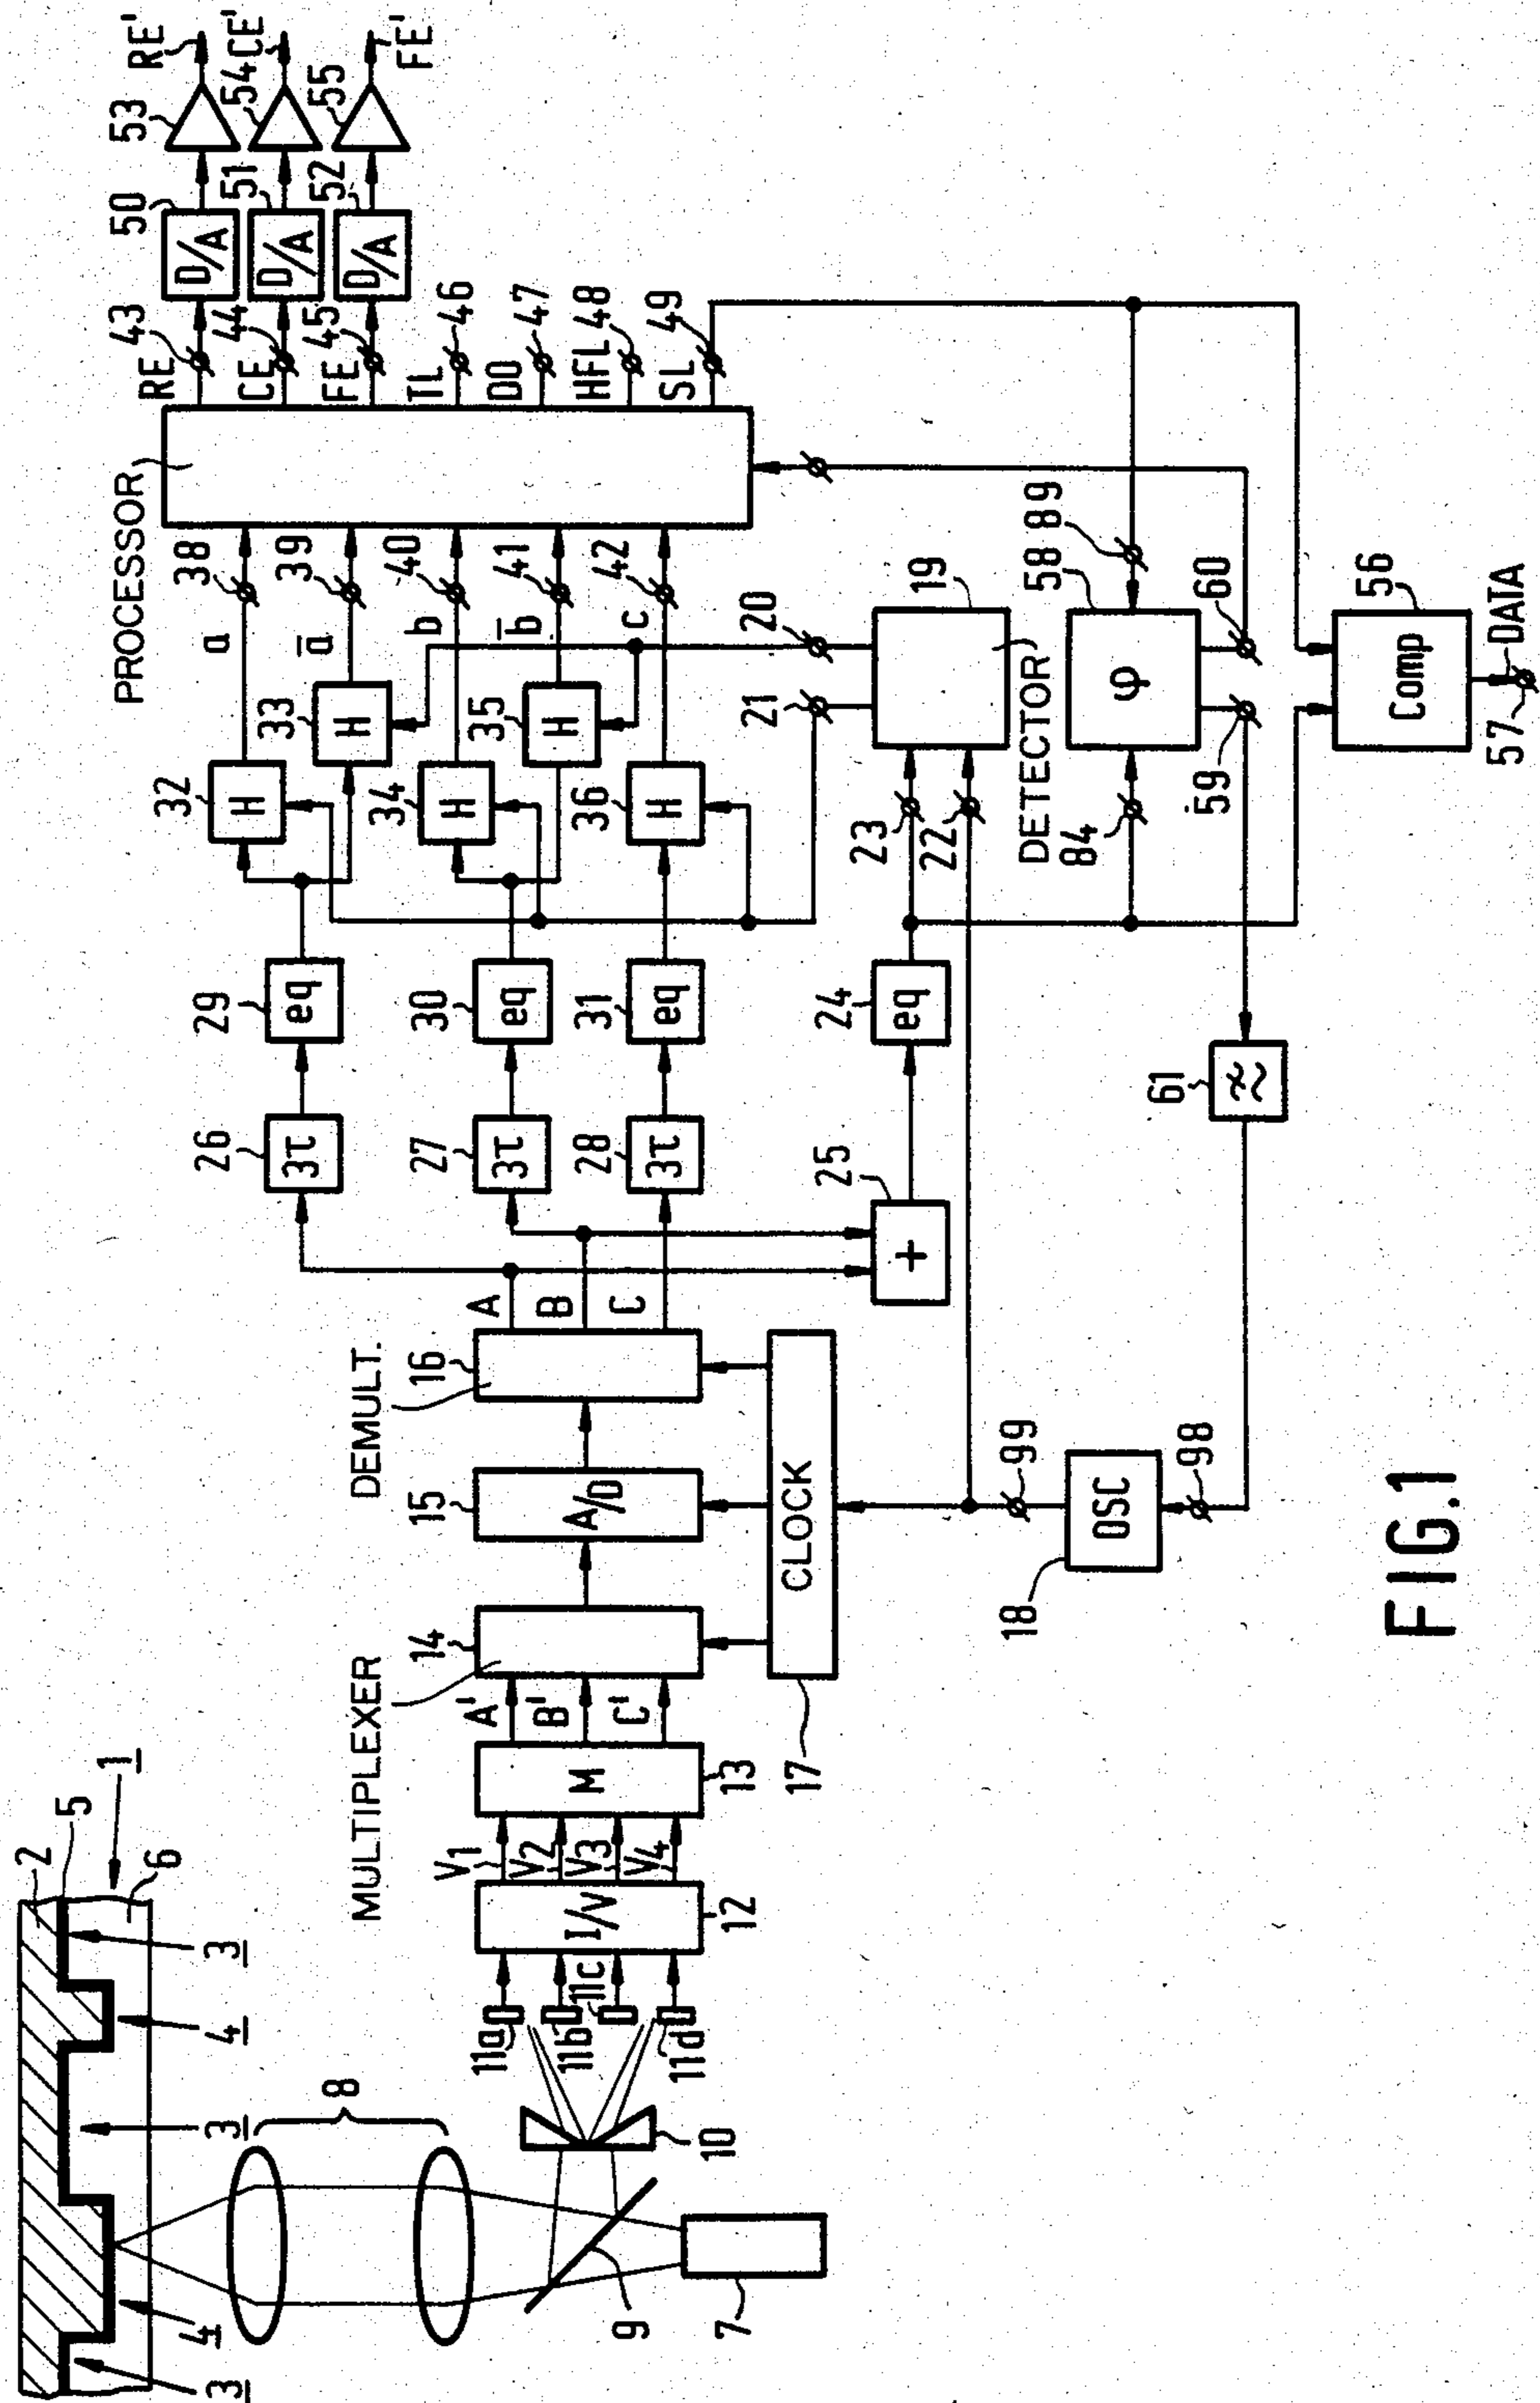 2
5
1
6
3
4
3
4
3
8
9
7
10
11a
11b
11c
11d
I/V
12
V1
V2
V3
V4
M
13
MULTIPLEXER
14
A'
B'
C'
A/D
15
DEMULT.
16
A
B
C
CLOCK
17
OSC
18
99
98
26
3τ
27
3τ
28
3τ
25
+
29
eq
30
eq
31
eq
24
eq
61
32
H
33
H
34
H
35
H
36
H
23
22
21
20
19
DETECTOR
84
58
φ
89
59
60
Comp
56
57
DATA
PROCESSOR
a
38
a̅
39
b
40
b̅
41
c
42
RE
43
CE
44
FE
45
TL
46
DO
47
HFL
48
SL
49
50
D/A
51
D/A
52
D/A
53
54
55
RE'
CE'
FE'
FIG.1